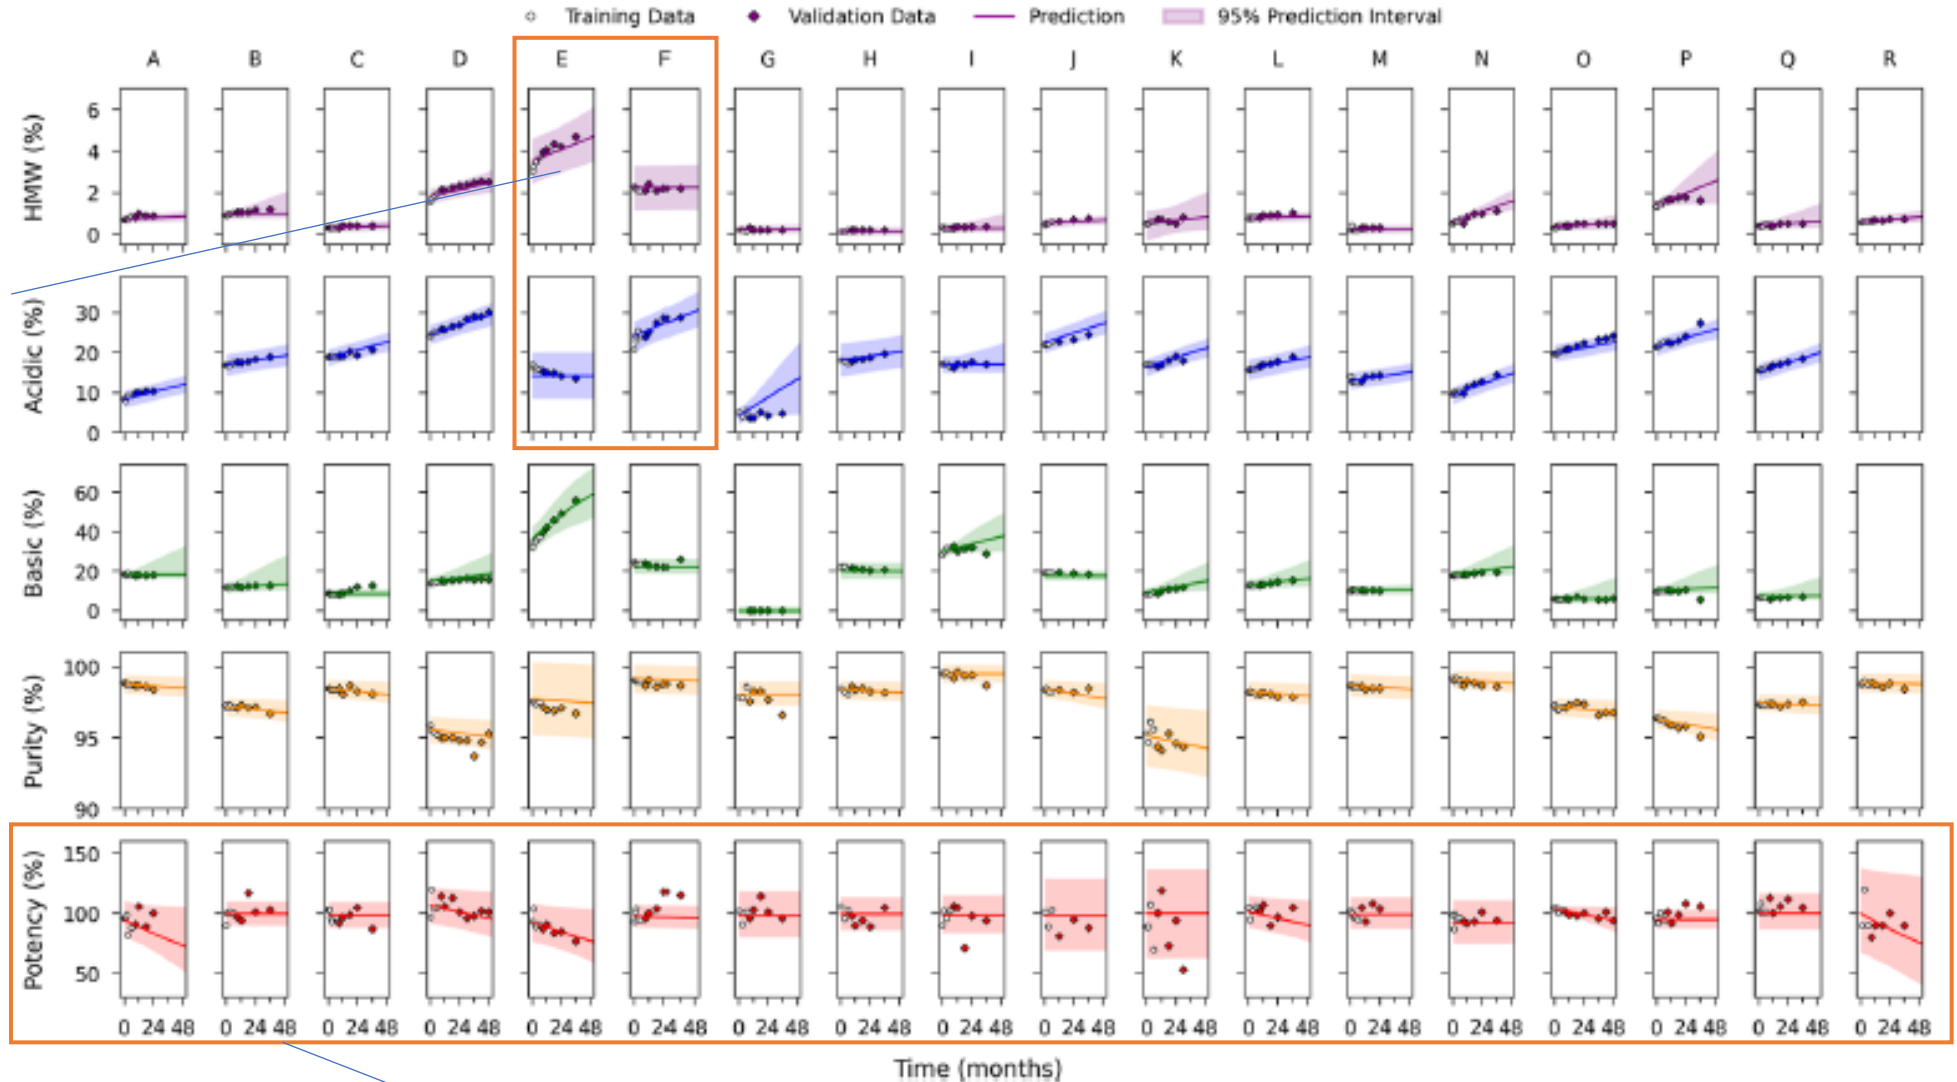 Training Data Validation Data Prediction 95% Prediction Interval
A B C D E F G H I J K L M N O P Q R
HMW (%)
6
4
2
0
Acidic (%)
30
20
10
0
Basic (%)
60
40
20
0
Purity (%)
100
95
90
Potency (%)
150
100
50
0 24 48 0 24 48 0 24 48 0 24 48 0 24 48 0 24 48 0 24 48 0 24 48 0 24 48 0 24 48 0 24 48 0 24 48 0 24 48 0 24 48 0 24 48 0 24 48 0 24 48 0 24 48
Time (months)